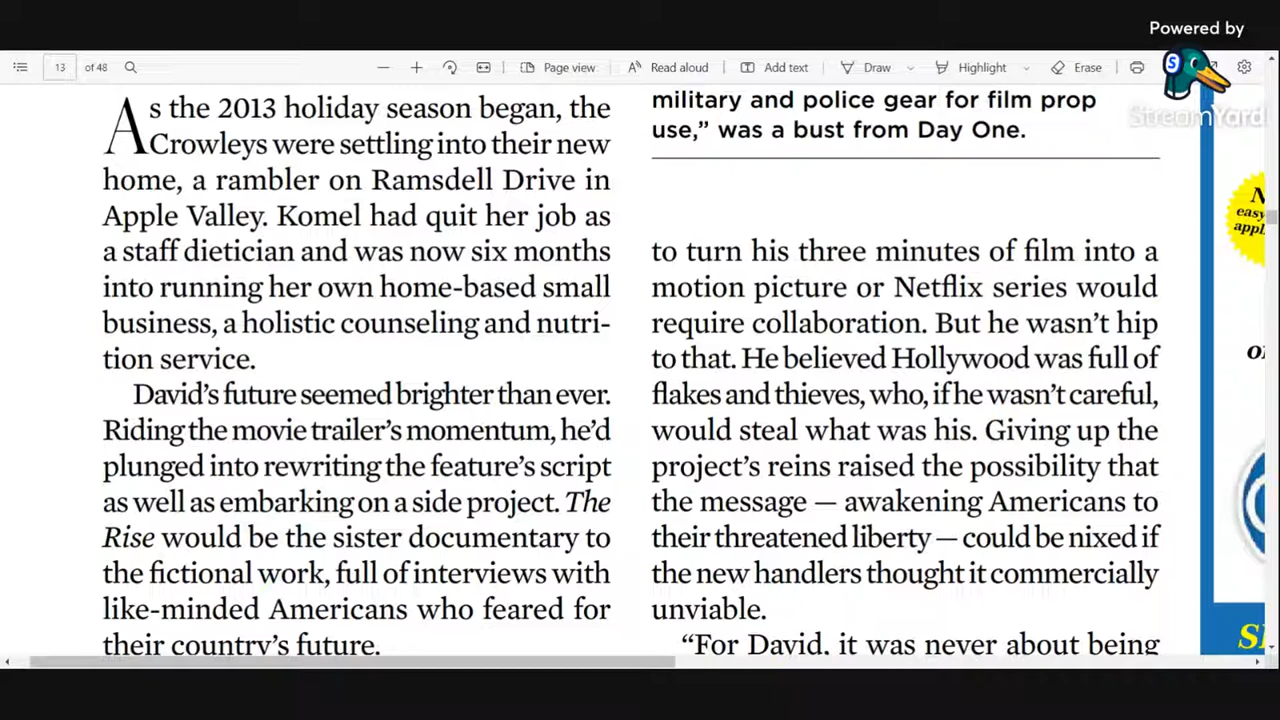 Powered by
StreamYard
13 of 48
Page view
Read aloud
Add text
Draw
Highlight
Erase
As the 2013 holiday season began, the
Crowleys were settling into their new
home, a rambler on Ramsdell Drive in
Apple Valley. Komel had quit her job as
a staff dietician and was now six months
into running her own home-based small
business, a holistic counseling and nutri-
tion service.
David’s future seemed brighter than ever.
Riding the movie trailer’s momentum, he’d
plunged into rewriting the feature’s script
as well as embarking on a side project. The
Rise would be the sister documentary to
the fictional work, full of interviews with
like-minded Americans who feared for
their country’s future.
military and police gear for film prop
use,” was a bust from Day One.
to turn his three minutes of film into a
motion picture or Netflix series would
require collaboration. But he wasn’t hip
to that. He believed Hollywood was full of
flakes and thieves, who, if he wasn’t careful,
would steal what was his. Giving up the
project’s reins raised the possibility that
the message — awakening Americans to
their threatened liberty — could be nixed if
the new handlers thought it commercially
unviable.
“For David, it was never about being
easy